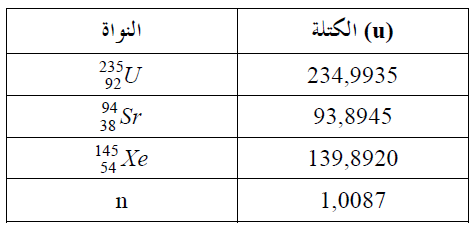 النواة الكتلة (u)
²³⁵₉₂U 234,9935
⁹⁴₃₈Sr 93,8945
¹⁴⁵₅₄Xe 139,8920
n 1,0087